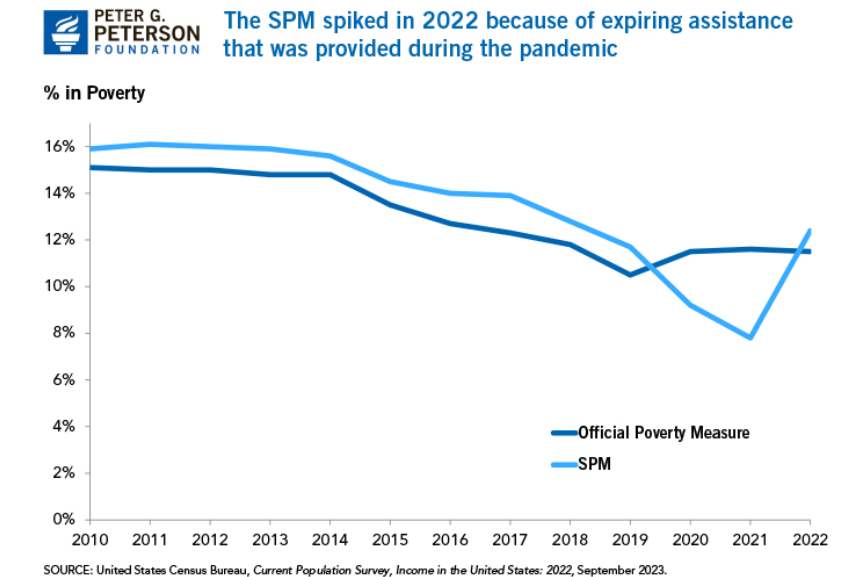 PETER G.
PETERSON
FOUNDATION
The SPM spiked in 2022 because of expiring assistance
that was provided during the pandemic
% in Poverty
16%
14%
12%
10%
8%
6%
4%
2%
0%
Official Poverty Measure
SPM
2010 2011 2012 2013 2014 2015 2016 2017 2018 2019 2020 2021 2022
SOURCE: United States Census Bureau, Current Population Survey, Income in the United States: 2022, September 2023.